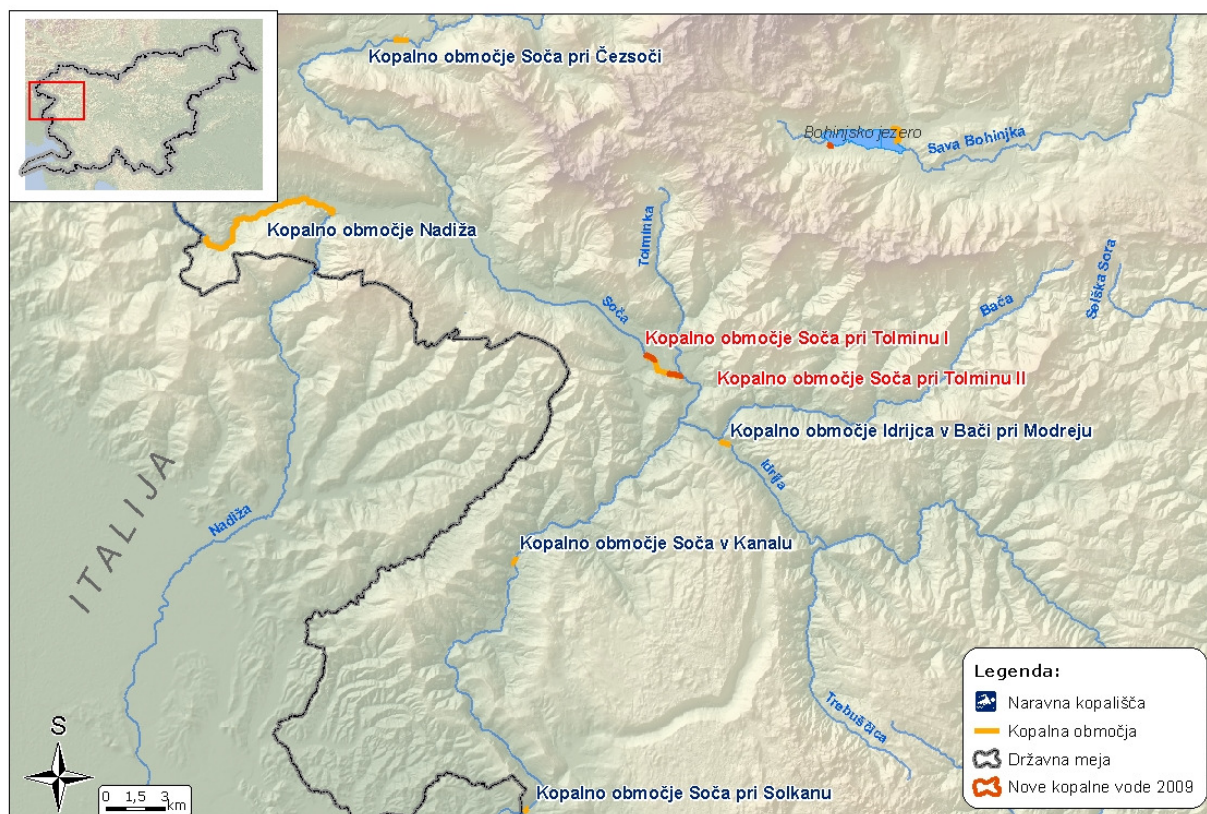 Kopalno območje Soča pri Čezsoči
Bohinjsko jezero
Sava Bohinjka
Kopalno območje Nadiža
Tolminka
Soča
Bača
Selška Sora
Kopalno območje Soča pri Tolminu I
Kopalno območje Soča pri Tolminu II
Kopalno območje Idrijca v Bači pri Modreju
Idrija
ITALIJA
Nadiža
Kopalno območje Soča v Kanalu
Trebuščica
Kopalno območje Soča pri Solkanu
S
0 1,5 3
km
Legenda:
Naravna kopališča
Kopalna območja
Državna meja
Nove kopalne vode 2009